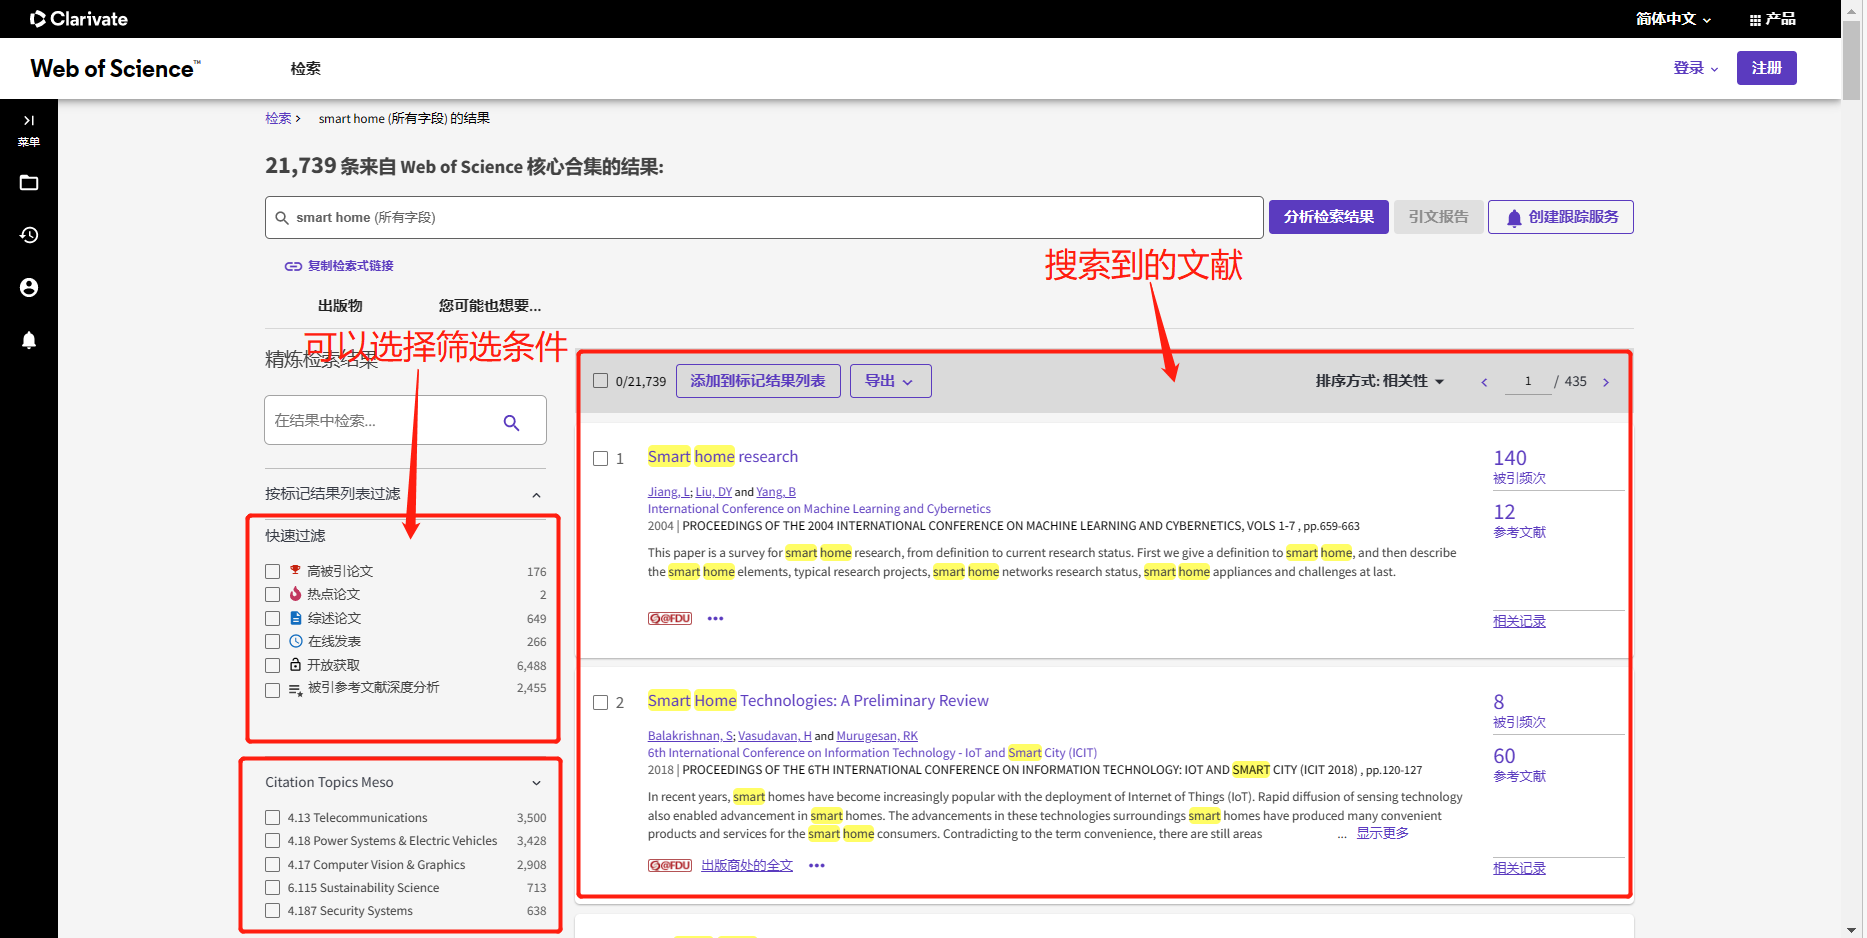 Clarivate
简体中文
产品
Web of Science™
检索
登录
注册
菜单
检索 > smart home (所有字段) 的结果
21,739 条来自 Web of Science 核心合集的结果:
smart home (所有字段)
分析检索结果
引文报告
创建跟踪服务
复制检索式链接
搜索到的文献
出版物
您可能也想要...
可以选择筛选条件
精炼检索结果
在结果中检索...
按标记结果列表过滤
快速过滤
高被引论文 176
热点论文 2
综述论文 649
在线发表 266
开放获取 6,488
被引参考文献深度分析 2,455
Citation Topics Meso
4.13 Telecommunications 3,500
4.18 Power Systems & Electric Vehicles 3,428
4.17 Computer Vision & Graphics 2,908
6.115 Sustainability Science 713
4.187 Security Systems 638
0/21,739
添加到标记结果列表
导出
排序方式: 相关性
1 / 435
1
Smart home research
Jiang, L; Liu, DY and Yang, B
International Conference on Machine Learning and Cybernetics
2004 | PROCEEDINGS OF THE 2004 INTERNATIONAL CONFERENCE ON MACHINE LEARNING AND CYBERNETICS, VOLS 1-7 , pp.659-663
This paper is a survey for smart home research, from definition to current research status. First we give a definition to smart home, and then describe
the smart home elements, typical research projects, smart home networks research status, smart home appliances and challenges at last.
@FDU
140
被引频次
12
参考文献
相关记录
2
Smart Home Technologies: A Preliminary Review
Balakrishnan, S; Vasudavan, H and Murugesan, RK
6th International Conference on Information Technology - IoT and Smart City (ICIT)
2018 | PROCEEDINGS OF THE 6TH INTERNATIONAL CONFERENCE ON INFORMATION TECHNOLOGY: IOT AND SMART CITY (ICIT 2018) , pp.120-127
In recent years, smart homes have become increasingly popular with the deployment of Internet of Things (IoT). Rapid diffusion of sensing technology
also enabled advancement in smart homes. The advancements in these technologies surroundings smart homes have produced many convenient
products and services for the smart home consumers. Contradicting to the term convenience, there are still areas ... 显示更多
@FDU 出版商处的全文
8
被引频次
60
参考文献
相关记录